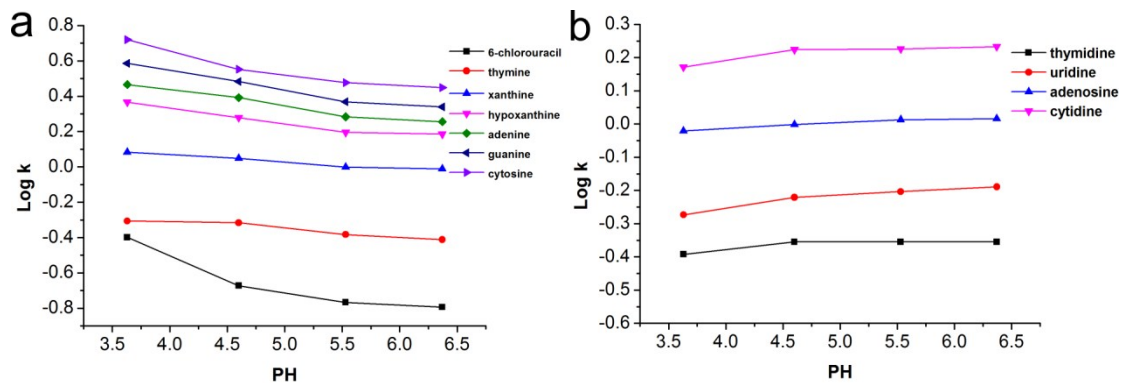 a
0.8
0.6
0.4
0.2
0.0
-0.2
-0.4
-0.6
-0.8
Log k
3.5 4.0 4.5 5.0 5.5 6.0 6.5
PH
6-chlorouracil
thymine
xanthine
hypoxanthine
adenine
guanine
cytosine
b
0.3
0.2
0.1
0.0
-0.1
-0.2
-0.3
-0.4
-0.5
-0.6
Log k
3.5 4.0 4.5 5.0 5.5 6.0 6.5
PH
thymidine
uridine
adenosine
cytidine